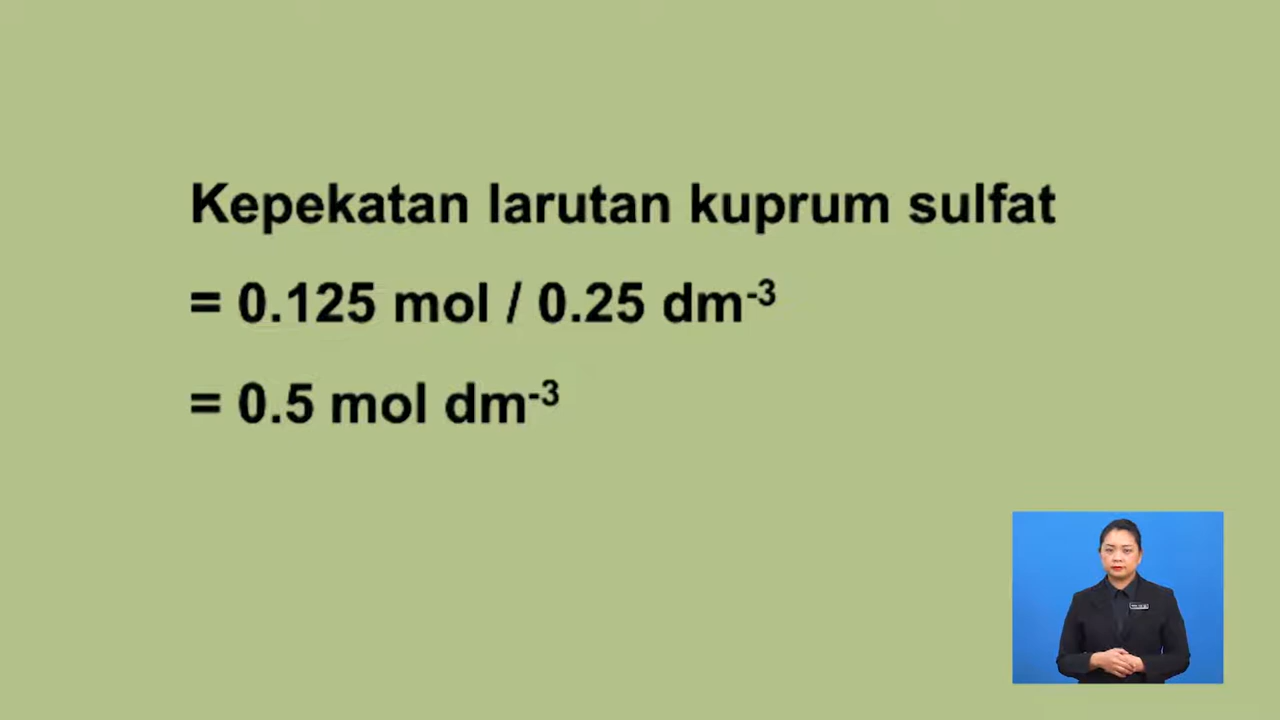 Kepekatan larutan kuprum sulfat
= 0.125 mol / 0.25 dm⁻³
= 0.5 mol dm⁻³